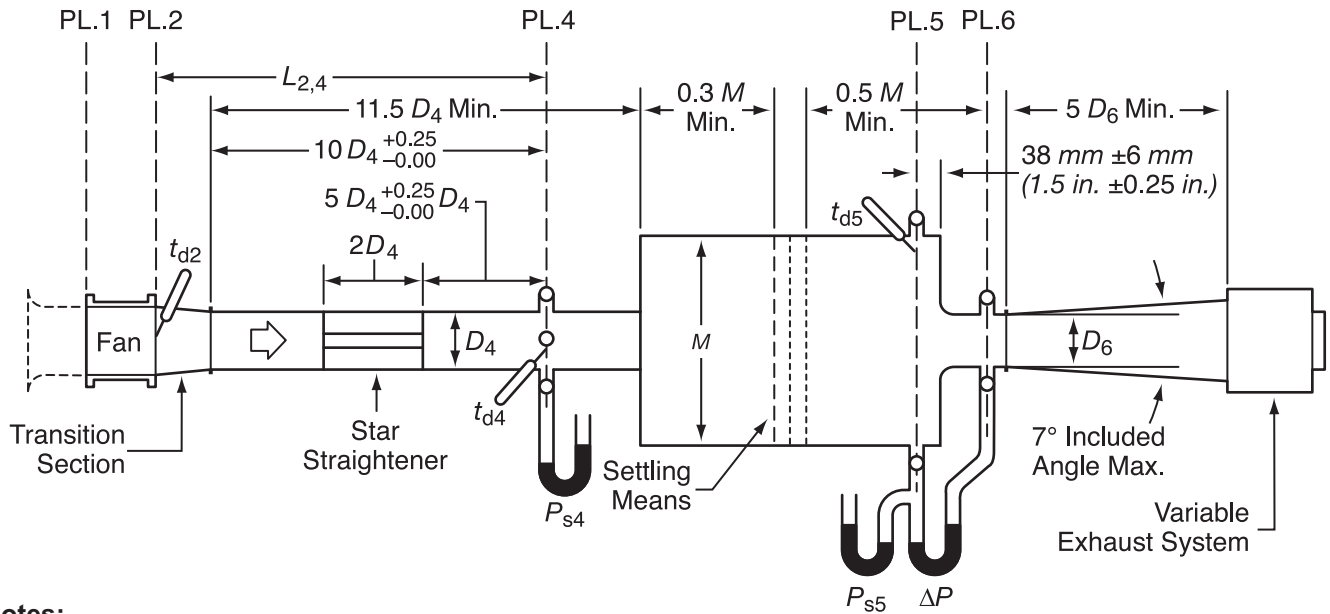 PL.1 PL.2 PL.4 PL.5 PL.6
L2,4
11.5 D4 Min.
0.3 M
Min.
0.5 M
Min.
5 D6 Min.
10 D4 +0.25 −0.00
38 mm ±6 mm
(1.5 in. ±0.25 in.)
5 D4 +0.25 −0.00 D4
td5
td2
2D4
Fan
D4
M
D6
td4
Transition
Section
Star
Straightener
Settling
Means
7° Included
Angle Max.
Ps4
Variable
Exhaust System
Ps5 ΔP